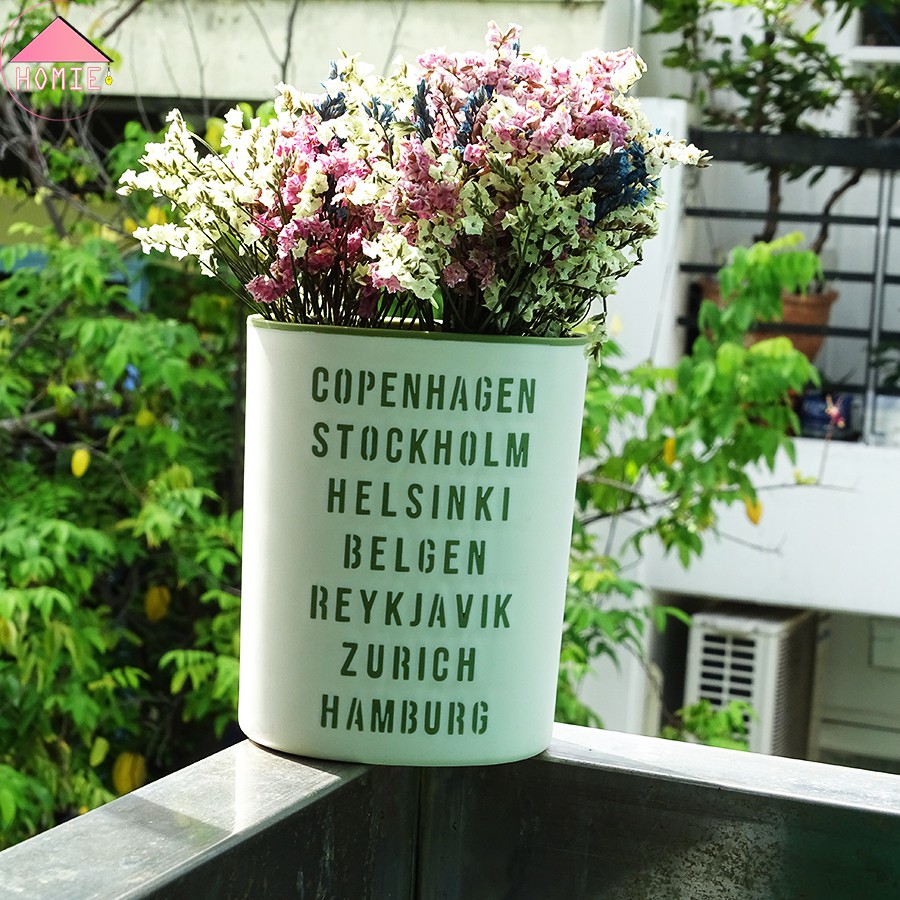 HOMIE
COPENHAGEN
STOCKHOLM
HELSINKI
BELGEN
REYKJAVIK
ZURICH
HAMBURG